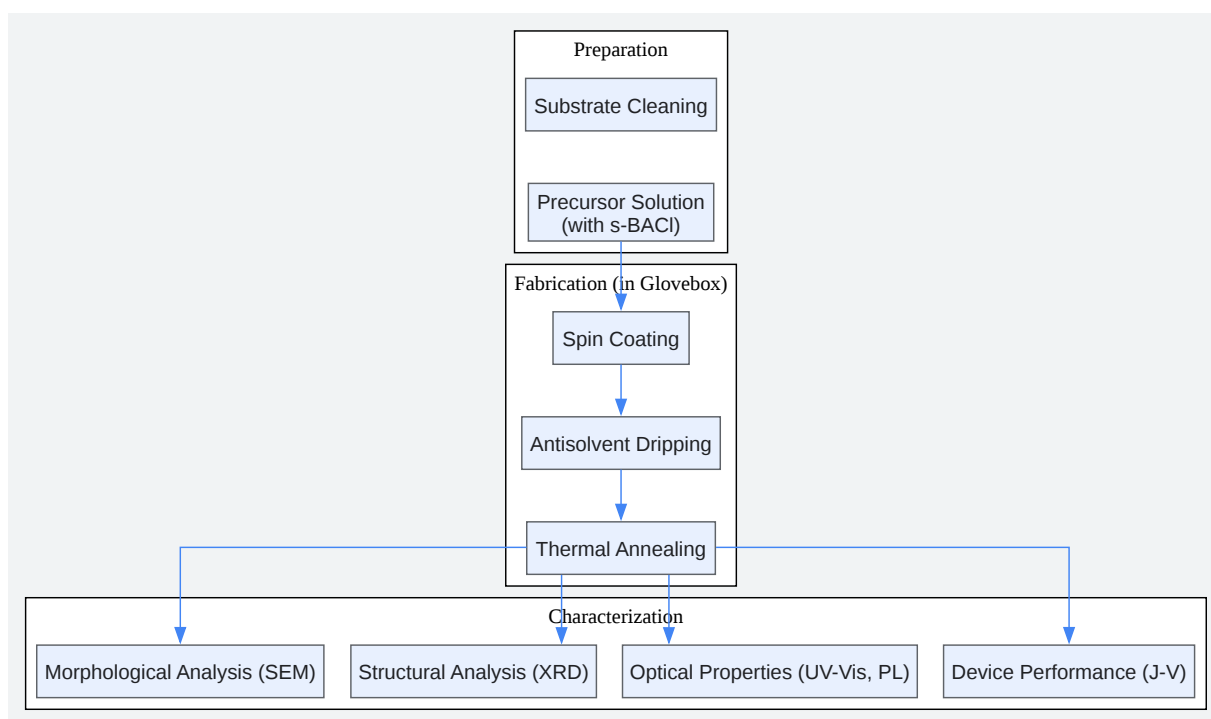 Preparation
Substrate Cleaning
Precursor Solution
(with s-BACl)
Fabrication (in Glovebox)
Spin Coating
Antisolvent Dripping
Thermal Annealing
Characterization
Morphological Analysis (SEM)
Structural Analysis (XRD)
Optical Properties (UV-Vis, PL)
Device Performance (J-V)